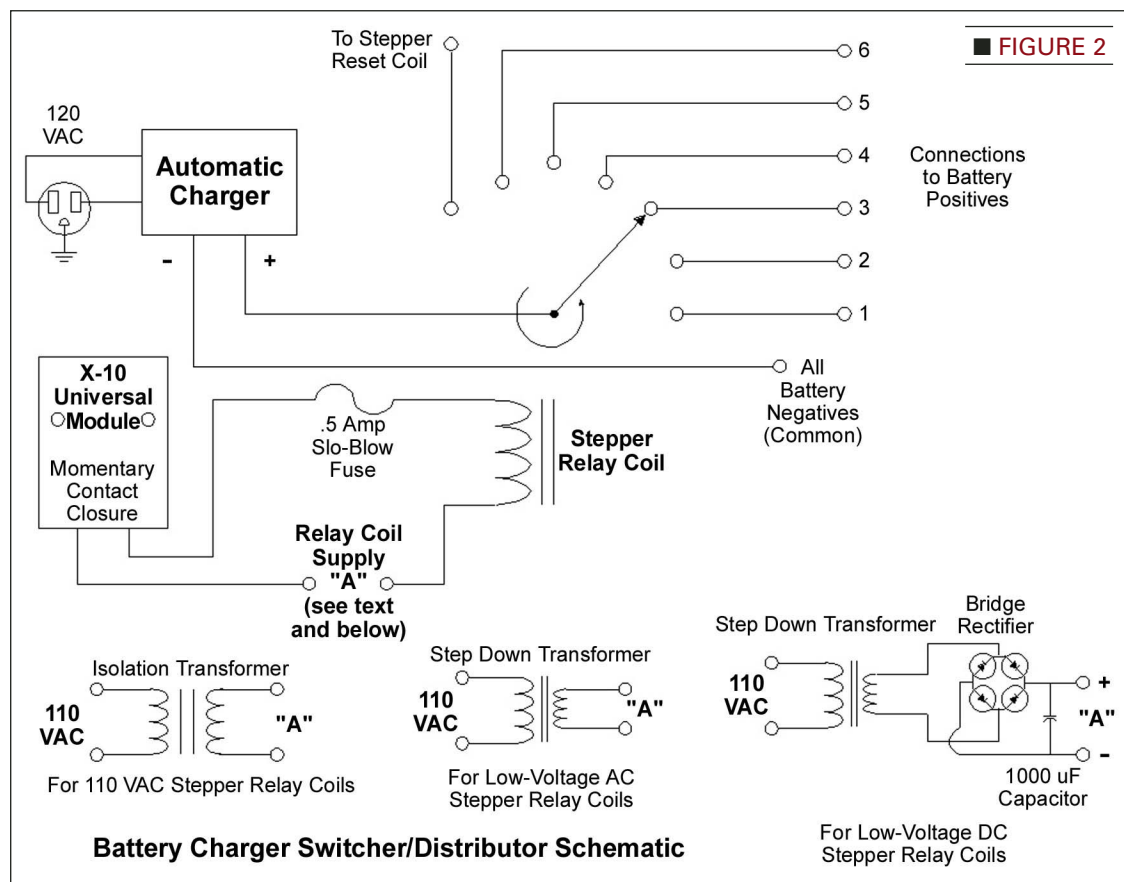 ■ FIGURE 2
To Stepper
Reset Coil
6
5
4
3
2
1
Connections
to Battery
Positives
120
VAC
Automatic
Charger
-
+
All
Battery
Negatives
(Common)
X-10
Universal
Module
Momentary
Contact
Closure
.5 Amp
Slo-Blow
Fuse
Stepper
Relay Coil
Relay Coil
Supply
"A"
(see text
and below)
Isolation Transformer
110
VAC
"A"
For 110 VAC Stepper Relay Coils
Step Down Transformer
110
VAC
"A"
For Low-Voltage AC
Stepper Relay Coils
Step Down Transformer
Bridge
Rectifier
110
VAC
+
"A"
-
1000 uF
Capacitor
For Low-Voltage DC
Stepper Relay Coils
Battery Charger Switcher/Distributor Schematic